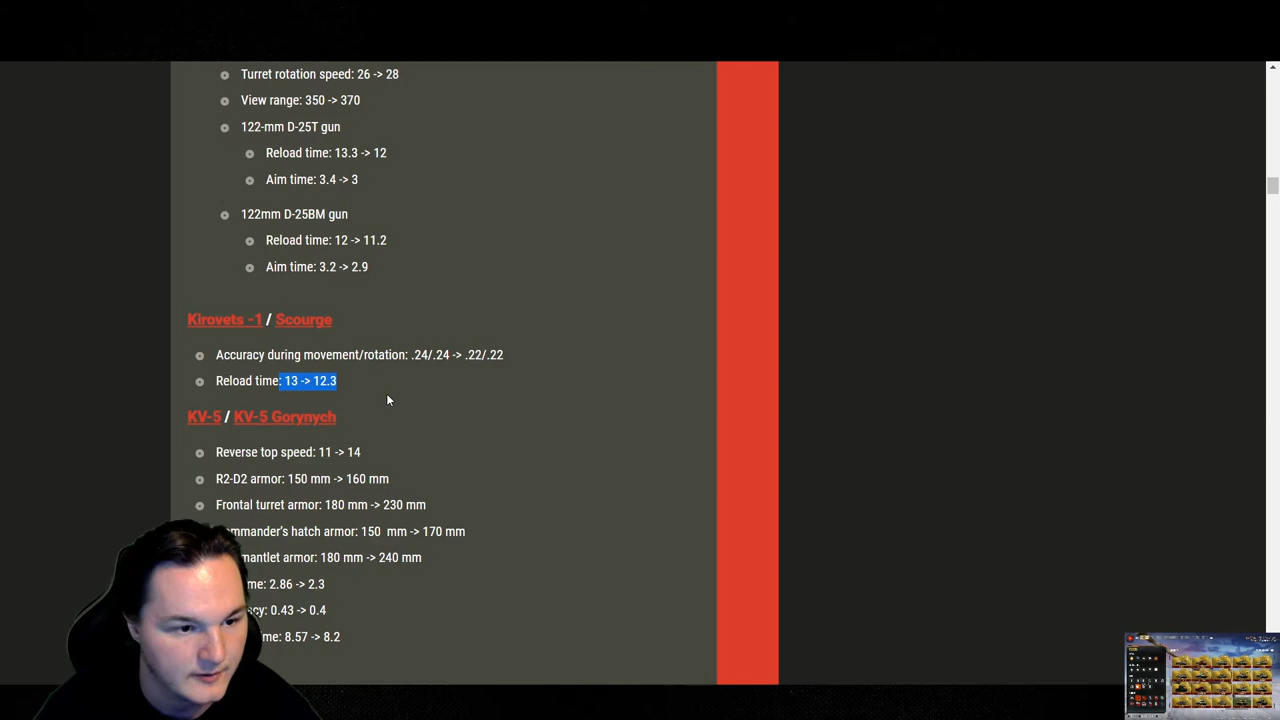 Turret rotation speed: 26 -> 28
View range: 350 -> 370
122-mm D-25T gun
Reload time: 13.3 -> 12
Aim time: 3.4 -> 3
122mm D-25BM gun
Reload time: 12 -> 11.2
Aim time: 3.2 -> 2.9
Kirovets -1 / Scourge
Accuracy during movement/rotation: .24/.24 -> .22/.22
Reload time: 13 -> 12.3
KV-5 / KV-5 Gorynych
Reverse top speed: 11 -> 14
R2-D2 armor: 150 mm -> 160 mm
Frontal turret armor: 180 mm -> 230 mm
ommander's hatch armor: 150 mm -> 170 mm
mantlet armor: 180 mm -> 240 mm
me: 2.86 -> 2.3
cy: 0.43 -> 0.4
ime: 8.57 -> 8.2